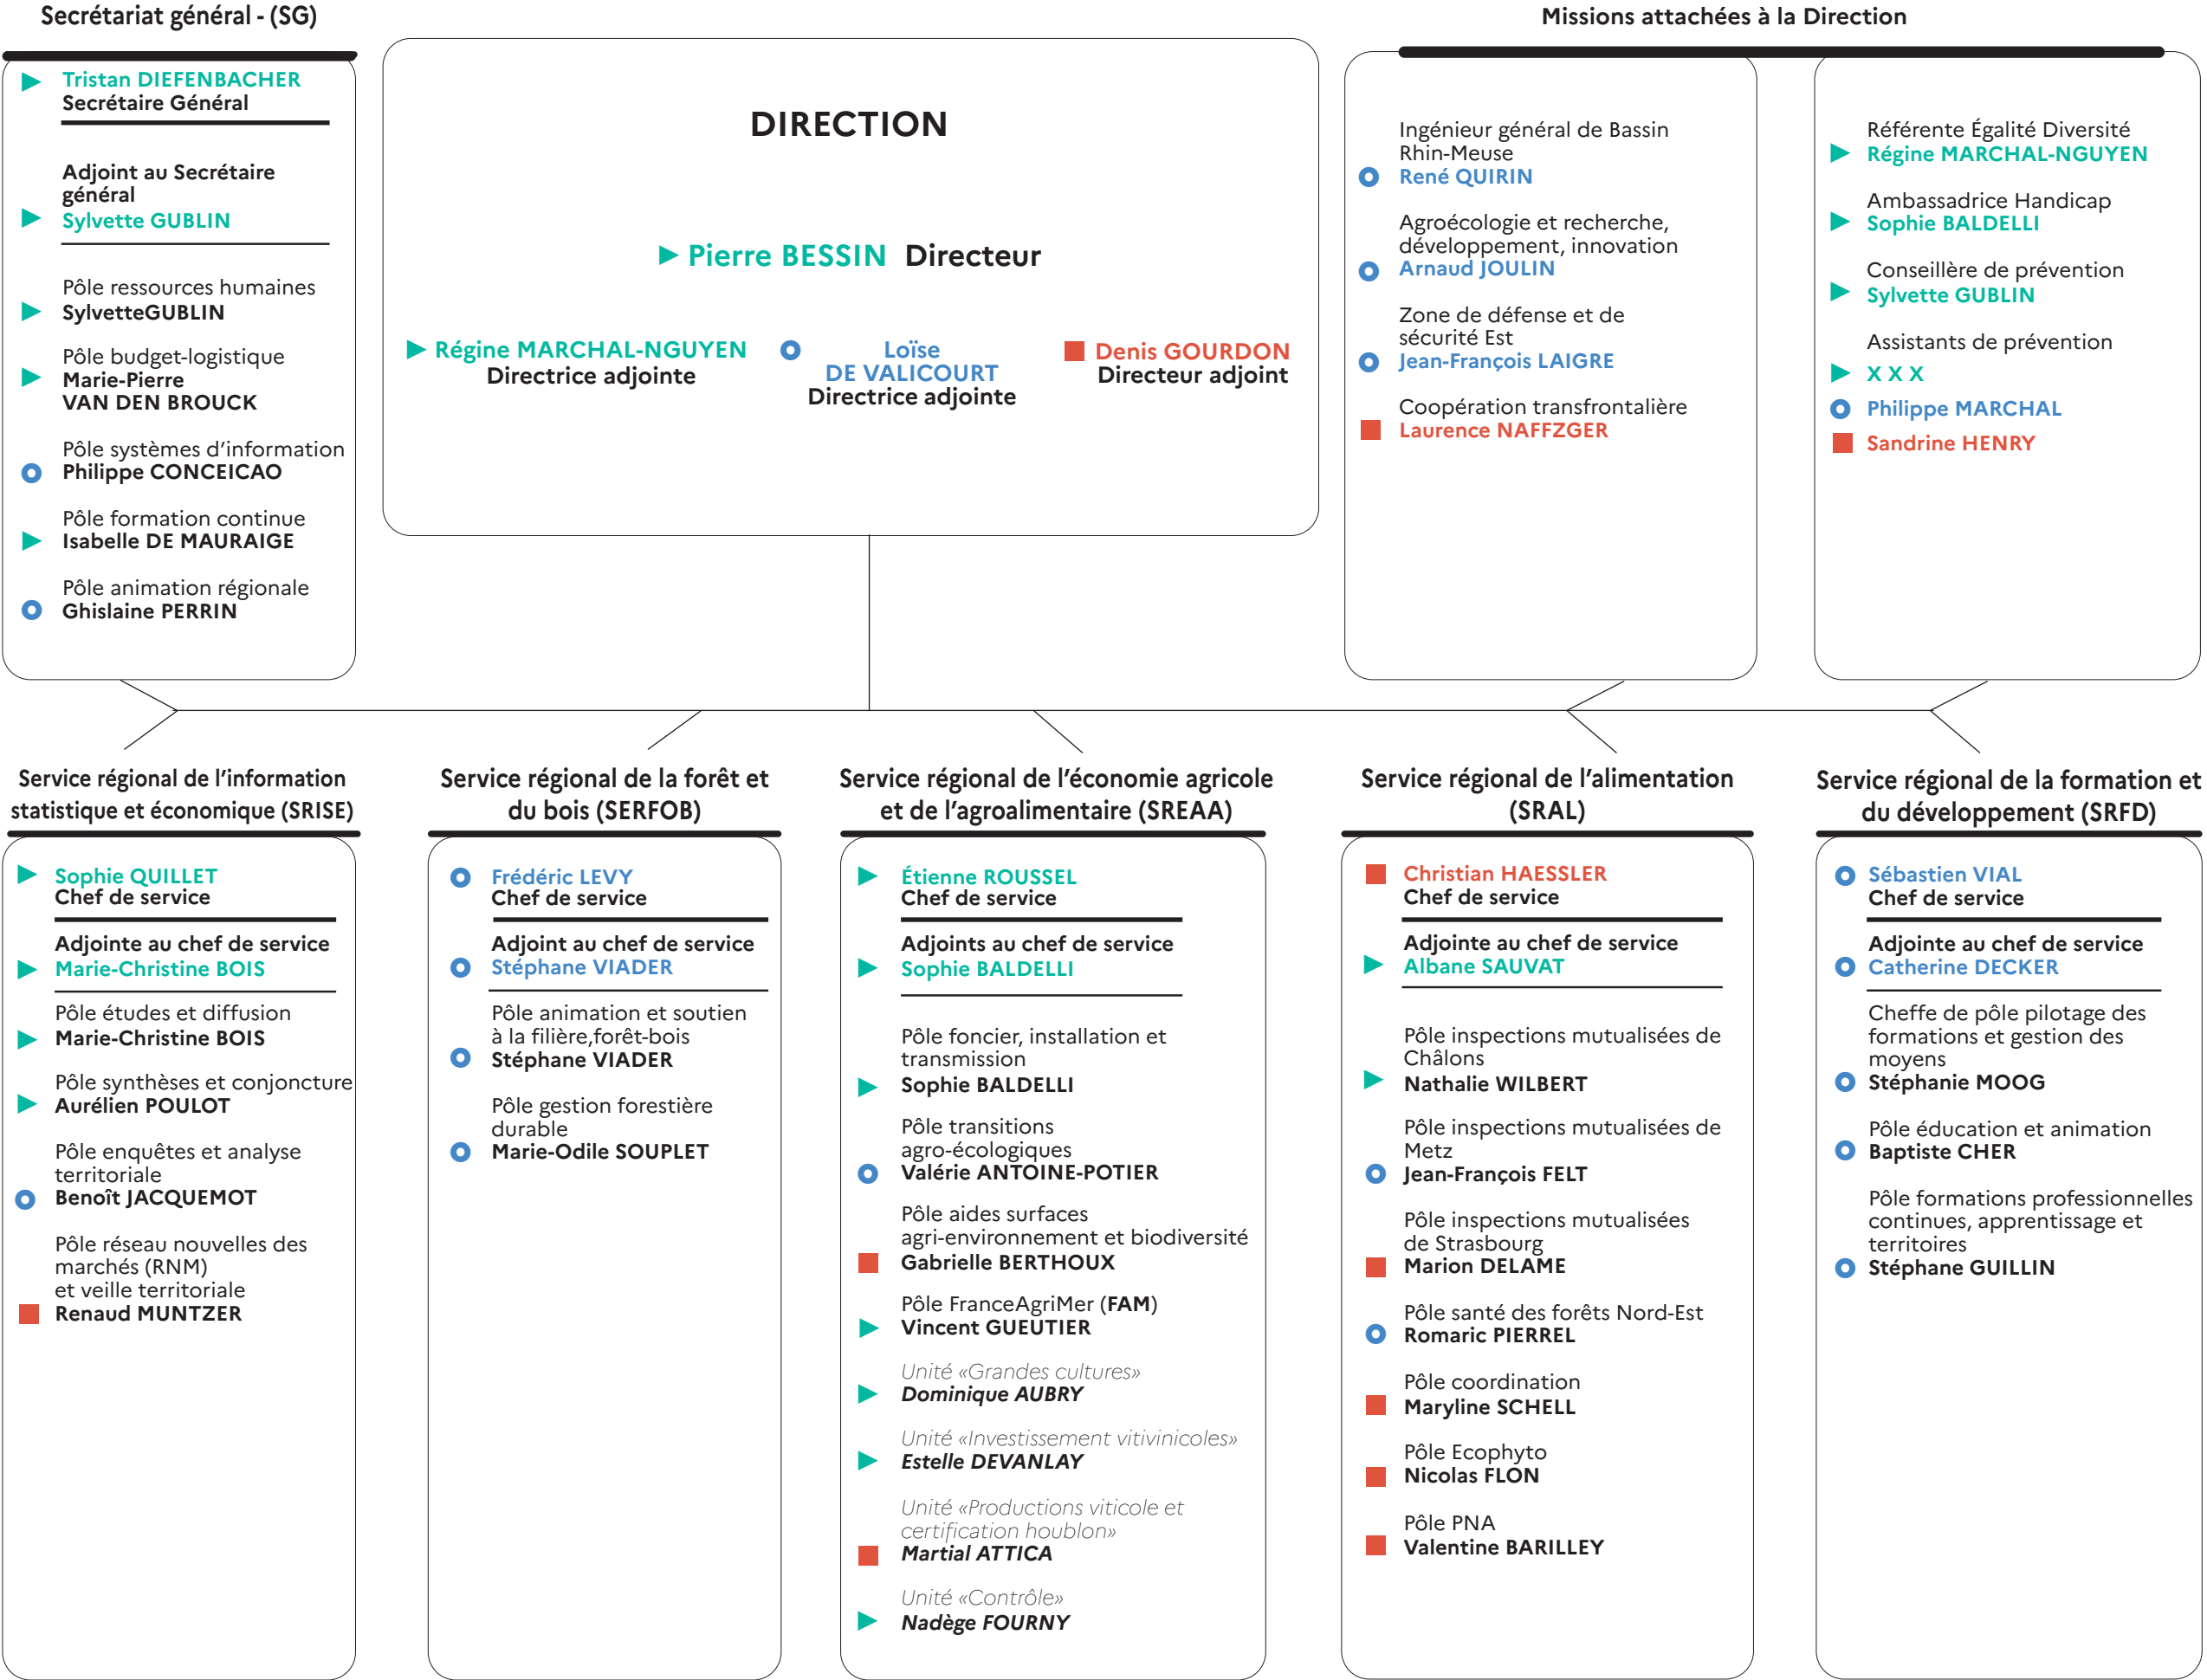 Secrétariat général - (SG)
Tristan DIEFENBACHER
Secrétaire Général
Adjoint au Secrétaire
général
Sylvette GUBLIN
Pôle ressources humaines
SylvetteGUBLIN
Pôle budget-logistique
Marie-Pierre
VAN DEN BROUCK
Pôle systèmes d'information
Philippe CONCEICAO
Pôle formation continue
Isabelle DE MAURAIGE
Pôle animation régionale
Ghislaine PERRIN
DIRECTION
Pierre BESSIN Directeur
Régine MARCHAL-NGUYEN
Directrice adjointe
Loïse
DE VALICOURT
Directrice adjointe
Denis GOURDON
Directeur adjoint
Missions attachées à la Direction
Ingénieur général de Bassin
Rhin-Meuse
René QUIRIN
Agroécologie et recherche,
développement, innovation
Arnaud JOULIN
Zone de défense et de
sécurité Est
Jean-François LAIGRE
Coopération transfrontalière
Laurence NAFFZGER
Référente Égalité Diversité
Régine MARCHAL-NGUYEN
Ambassadrice Handicap
Sophie BALDELLI
Conseillère de prévention
Sylvette GUBLIN
Assistants de prévention
X X X
Philippe MARCHAL
Sandrine HENRY
Service régional de l'information
statistique et économique (SRISE)
Sophie QUILLET
Chef de service
Adjointe au chef de service
Marie-Christine BOIS
Pôle études et diffusion
Marie-Christine BOIS
Pôle synthèses et conjoncture
Aurélien POULOT
Pôle enquêtes et analyse
territoriale
Benoît JACQUEMOT
Pôle réseau nouvelles des
marchés (RNM)
et veille territoriale
Renaud MUNTZER
Service régional de la forêt et
du bois (SERFOB)
Frédéric LEVY
Chef de service
Adjoint au chef de service
Stéphane VIADER
Pôle animation et soutien
à la filière,forêt-bois
Stéphane VIADER
Pôle gestion forestière
durable
Marie-Odile SOUPLET
Service régional de l'économie agricole
et de l'agroalimentaire (SREAA)
Étienne ROUSSEL
Chef de service
Adjoints au chef de service
Sophie BALDELLI
Pôle foncier, installation et
transmission
Sophie BALDELLI
Pôle transitions
agro-écologiques
Valérie ANTOINE-POTIER
Pôle aides surfaces
agri-environnement et biodiversité
Gabrielle BERTHOUX
Pôle FranceAgriMer (FAM)
Vincent GUEUTIER
Unité «Grandes cultures»
Dominique AUBRY
Unité «Investissement vitivinicoles»
Estelle DEVANLAY
Unité «Productions viticole et
certification houblon»
Martial ATTICA
Unité «Contrôle»
Nadège FOURNY
Service régional de l'alimentation
(SRAL)
Christian HAESSLER
Chef de service
Adjointe au chef de service
Albane SAUVAT
Pôle inspections mutualisées de
Châlons
Nathalie WILBERT
Pôle inspections mutualisées de
Metz
Jean-François FELT
Pôle inspections mutualisées
de Strasbourg
Marion DELAME
Pôle santé des forêts Nord-Est
Romaric PIERREL
Pôle coordination
Maryline SCHELL
Pôle Ecophyto
Nicolas FLON
Pôle PNA
Valentine BARILLEY
Service régional de la formation et
du développement (SRFD)
Sébastien VIAL
Chef de service
Adjointe au chef de service
Catherine DECKER
Cheffe de pôle pilotage des
formations et gestion des
moyens
Stéphanie MOOG
Pôle éducation et animation
Baptiste CHER
Pôle formations professionnelles
continues, apprentissage et
territoires
Stéphane GUILLIN